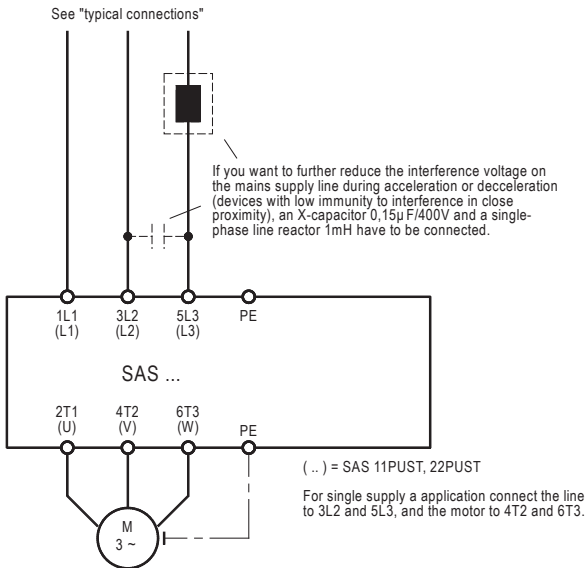 See "typical connections"
If you want to further reduce the interference voltage on
the mains supply line during acceleration or decceleration
(devices with low immunity to interference in close
proximity), an X-capacitor 0,15µF/400V and a single-
phase line reactor 1mH have to be connected.
1L1 3L2 5L3 PE
(L1) (L2) (L3)
SAS ...
2T1 4T2 6T3
(U) (V) (W) PE
( .. ) = SAS 11PUST, 22PUST
For single supply a application connect the line
to 3L2 and 5L3, and the motor to 4T2 and 6T3.
M
3 ~